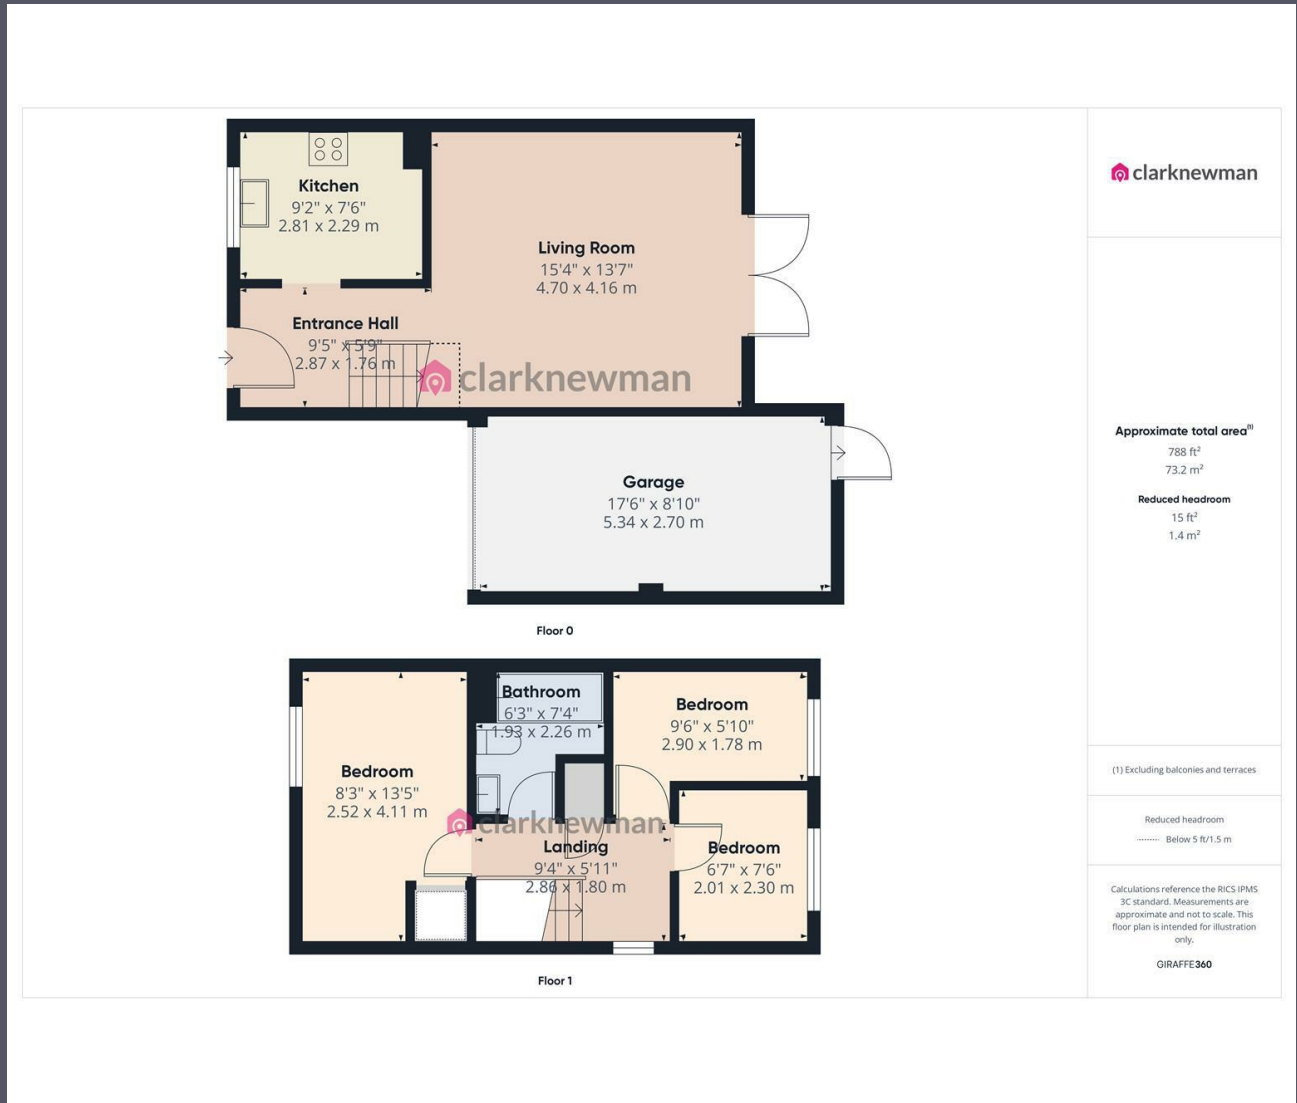 Kitchen
9'2" x 7'6"
2.81 x 2.29 m
Living Room
15'4" x 13'7"
4.70 x 4.16 m
Entrance Hall
9'5" x 5'9"
2.87 x 1.76 m
clarknewman
Garage
17'6" x 8'10"
5.34 x 2.70 m
Floor 0
Bathroom
6'3" x 7'4"
1.93 x 2.26 m
Bedroom
9'6" x 5'10"
2.90 x 1.78 m
Bedroom
8'3" x 13'5"
2.52 x 4.11 m
clarknewman
Landing
9'4" x 5'11"
2.86 x 1.80 m
Bedroom
6'7" x 7'6"
2.01 x 2.30 m
Floor 1
clarknewman
Approximate total area(1)
788 ft²
73.2 m²
Reduced headroom
15 ft²
1.4 m²
(1) Excluding balconies and terraces
Reduced headroom
Below 5 ft/1.5 m
Calculations reference the RICS IPMS
3C standard. Measurements are
approximate and not to scale. This
floor plan is intended for illustration
only.
GIRAFFE360